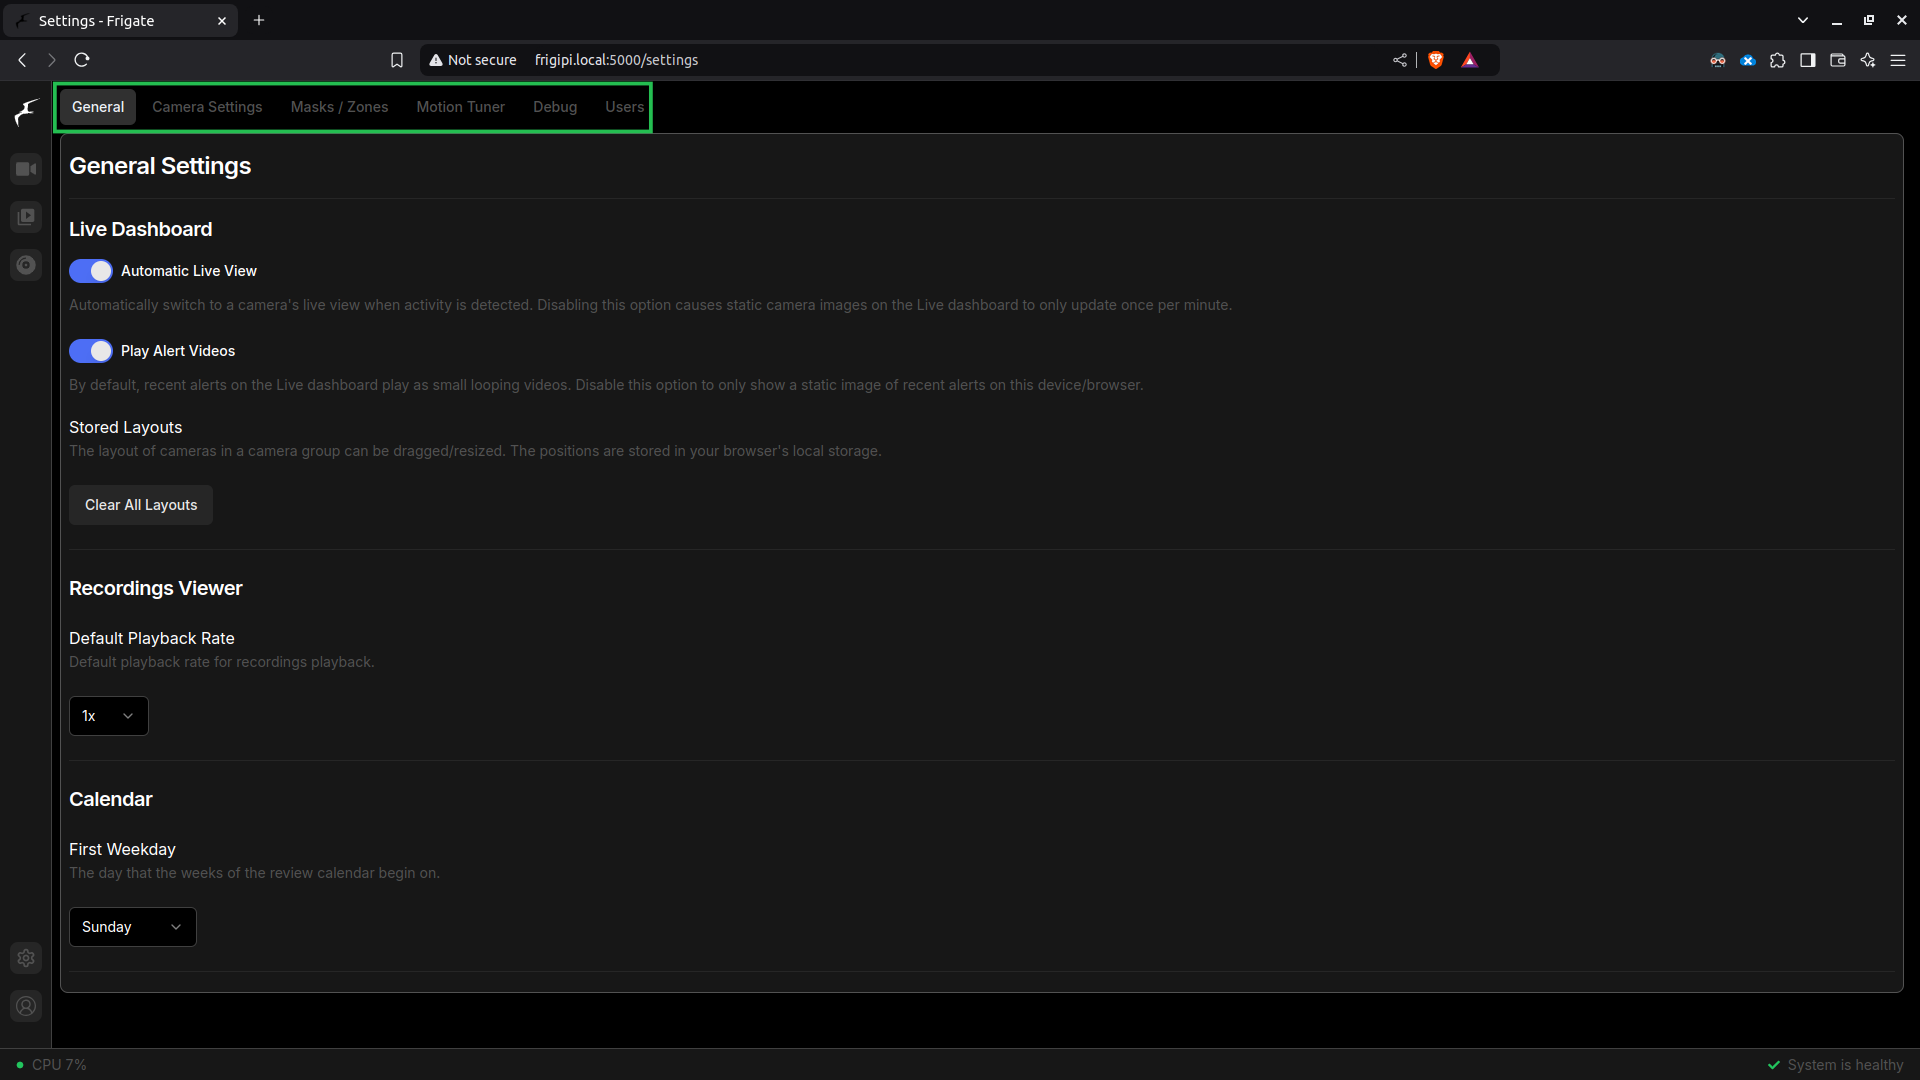 Settings - Frigate
Not secure frigipi.local:5000/settings
General Camera Settings Masks / Zones Motion Tuner Debug Users
General Settings
Live Dashboard
Automatic Live View
Automatically switch to a camera's live view when activity is detected. Disabling this option causes static camera images on the Live dashboard to only update once per minute.
Play Alert Videos
By default, recent alerts on the Live dashboard play as small looping videos. Disable this option to only show a static image of recent alerts on this device/browser.
Stored Layouts
The layout of cameras in a camera group can be dragged/resized. The positions are stored in your browser's local storage.
Clear All Layouts
Recordings Viewer
Default Playback Rate
Default playback rate for recordings playback.
1x
Calendar
First Weekday
The day that the weeks of the review calendar begin on.
Sunday
CPU 7% System is healthy